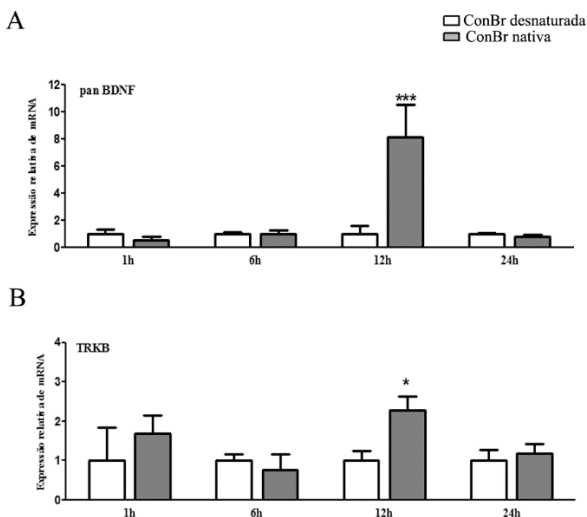 A
ConBr desnaturada
ConBr nativa
pan BDNF
Expressão relativa de mRNA
12
10
8
6
4
2
0
***
1h 6h 12h 24h
B
TRKB
Expressão relativa de mRNA
4
3
2
1
0
*
1h 6h 12h 24h